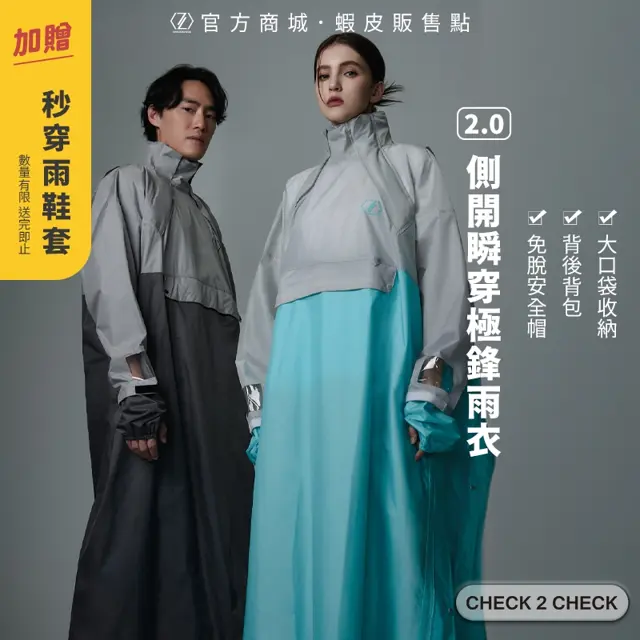 加贈
秒穿雨鞋套
數量有限 送完即止
官方商城·蝦皮販售點
2.0
側開瞬穿極鋒雨衣
大口袋收納
背後背包
免脫安全帽
CHECK 2 CHECK